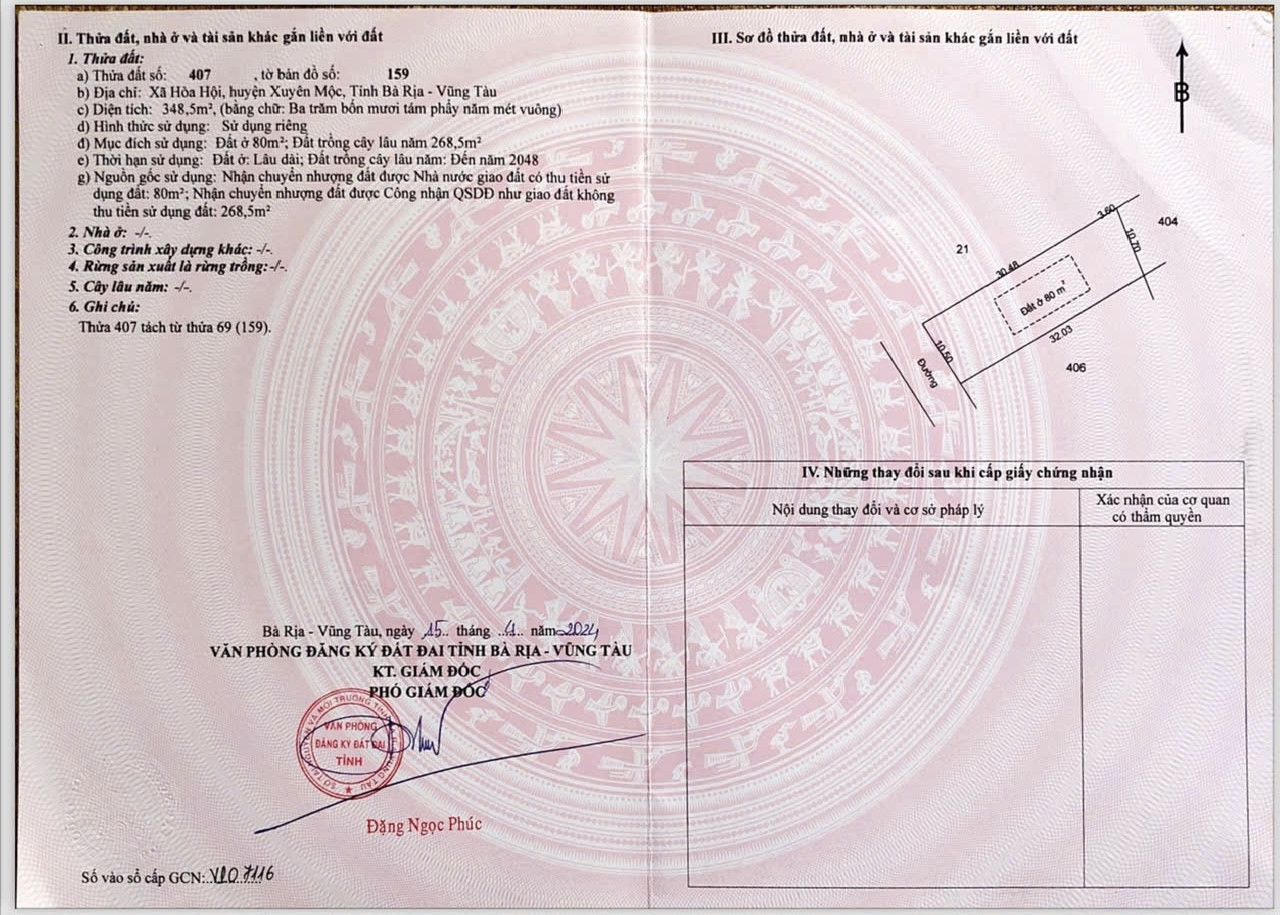 II. Thửa đất, nhà ở và tài sản khác gắn liền với đất
1. Thửa đất:
a) Thửa đất số: 407 , tờ bản đồ số: 159
b) Địa chỉ: Xã Hòa Hội, huyện Xuyên Mộc, Tỉnh Bà Rịa - Vũng Tàu
c) Diện tích: 348,5m², (bằng chữ: Ba trăm bốn mươi tám phẩy năm mét vuông)
d) Hình thức sử dụng: Sử dụng riêng
đ) Mục đích sử dụng: Đất ở 80m²; Đất trồng cây lâu năm 268,5m²
e) Thời hạn sử dụng: Đất ở: Lâu dài; Đất trồng cây lâu năm: Đến năm 2048
g) Nguồn gốc sử dụng: Nhận chuyển nhượng đất được Nhà nước giao đất có thu tiền sử
dụng đất: 80m²; Nhận chuyển nhượng đất được Công nhận QSDĐ như giao đất không
thu tiền sử dụng đất: 268,5m²
2. Nhà ở: -/-.
3. Công trình xây dựng khác: -/-.
4. Rừng sản xuất là rừng trồng:-/-.
5. Cây lâu năm: -/-.
6. Ghi chú:
Thửa 407 tách từ thửa 69 (159).
Bà Rịa - Vũng Tàu, ngày 15 tháng 4 năm 2024
VĂN PHÒNG ĐĂNG KÝ ĐẤT ĐAI TỈNH BÀ RỊA - VŨNG TÀU
KT. GIÁM ĐỐC
PHÓ GIÁM ĐỐC
VĂN PHÒNG
ĐĂNG KÝ ĐẤT ĐAI
TỈNH
Đặng Ngọc Phúc
Số vào sổ cấp GCN:
III. Sơ đồ thửa đất, nhà ở và tài sản khác gắn liền với đất
B
3.60
404
10.70
21
30.48
Đất ở 80 m²
32.03
10.50
Đường
406
IV. Những thay đổi sau khi cấp giấy chứng nhận
Nội dung thay đổi và cơ sở pháp lý
Xác nhận của cơ quan
có thẩm quyền